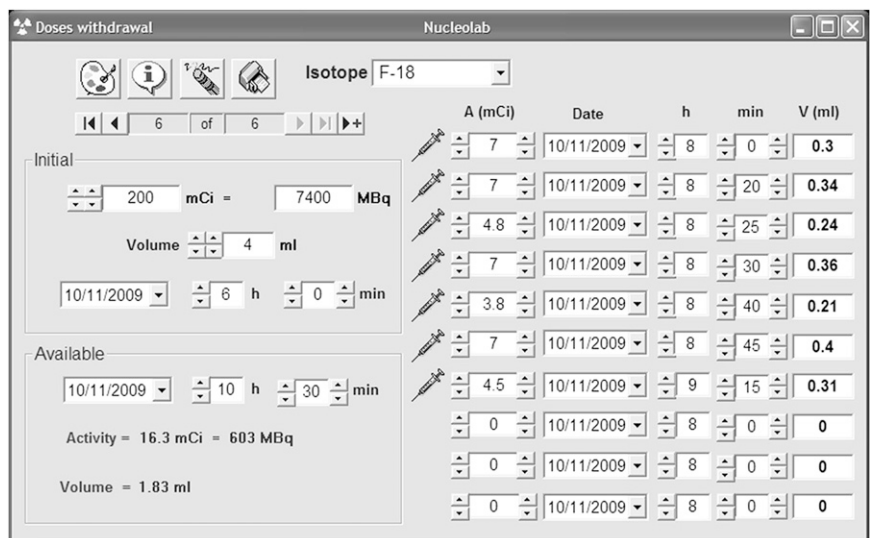 Doses withdrawal Nucleolab
Isotope F-18
6 of 6
Initial
200 mCi = 7400 MBq
Volume 4 ml
10/11/2009 6 h 0 min
Available
10/11/2009 10 h 30 min
Activity = 16.3 mCi = 603 MBq
Volume = 1.83 ml
A (mCi) Date h min V (ml)
7 10/11/2009 8 0 0.3
7 10/11/2009 8 20 0.34
4.8 10/11/2009 8 25 0.24
7 10/11/2009 8 30 0.36
3.8 10/11/2009 8 40 0.21
7 10/11/2009 8 45 0.4
4.5 10/11/2009 9 15 0.31
0 10/11/2009 8 0 0
0 10/11/2009 8 0 0
0 10/11/2009 8 0 0